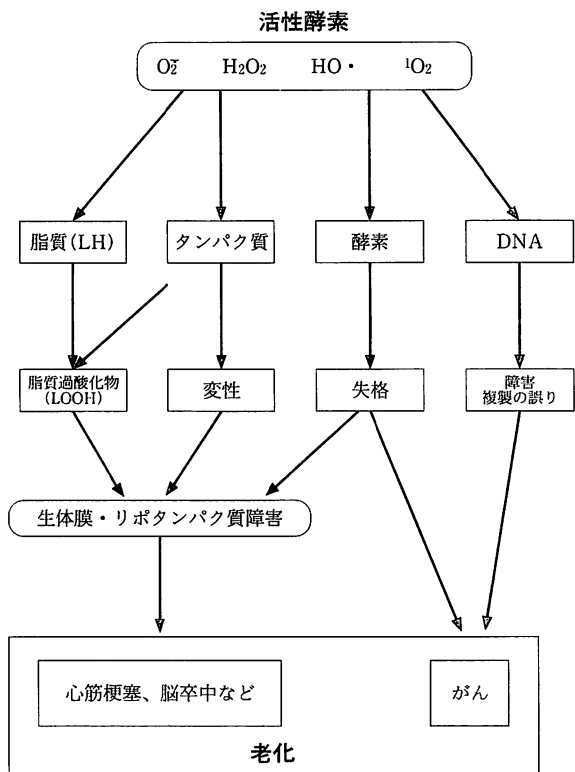 活性酵素
O₂⁻ H₂O₂ HO・ ¹O₂
脂質(LH) タンパク質 酵素 DNA
脂質過酸化物
(LOOH)
変性
失格
障害
複製の誤り
生体膜・リポタンパク質障害
心筋梗塞、脳卒中など
がん
老化